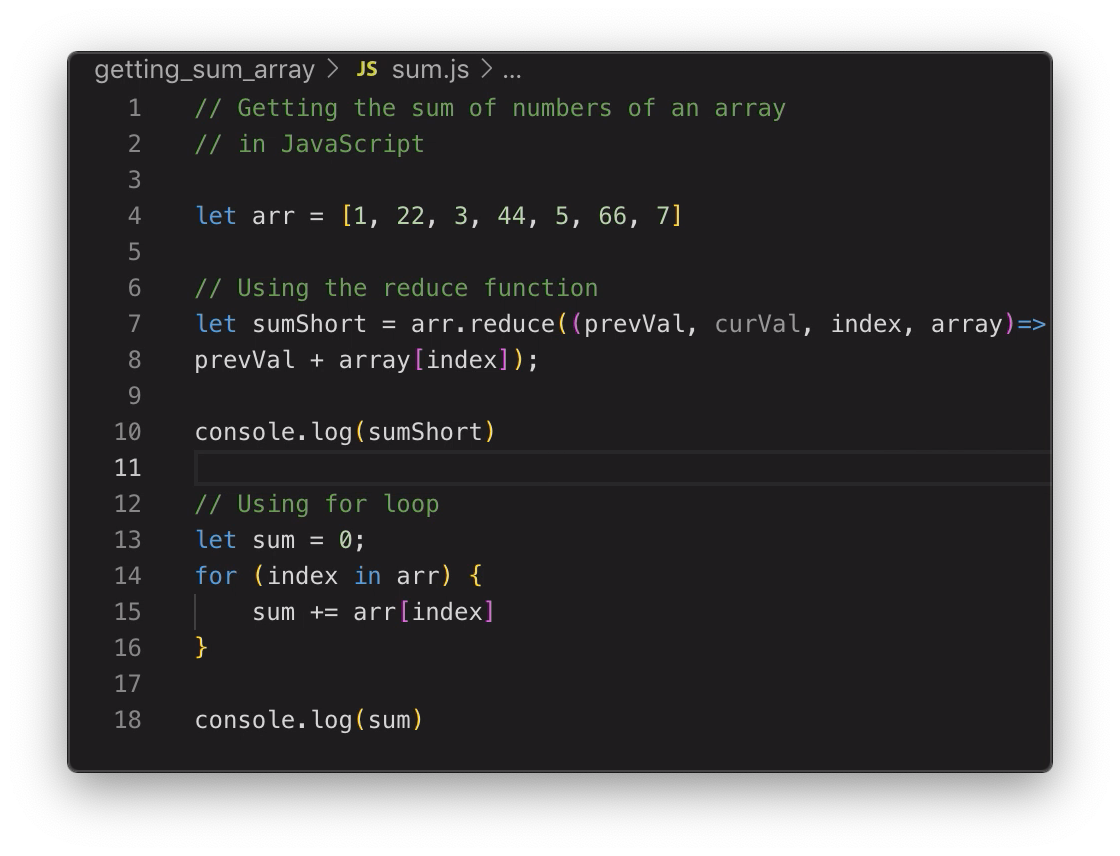 getting_sum_array > JS sum.js > ...
1 // Getting the sum of numbers of an array
2 // in JavaScript
3
4 let arr = [1, 22, 3, 44, 5, 66, 7]
5
6 // Using the reduce function
7 let sumShort = arr.reduce((prevVal, curVal, index, array)=>
8 prevVal + array[index]);
9
10 console.log(sumShort)
11
12 // Using for loop
13 let sum = 0;
14 for (index in arr) {
15     sum += arr[index]
16 }
17
18 console.log(sum)